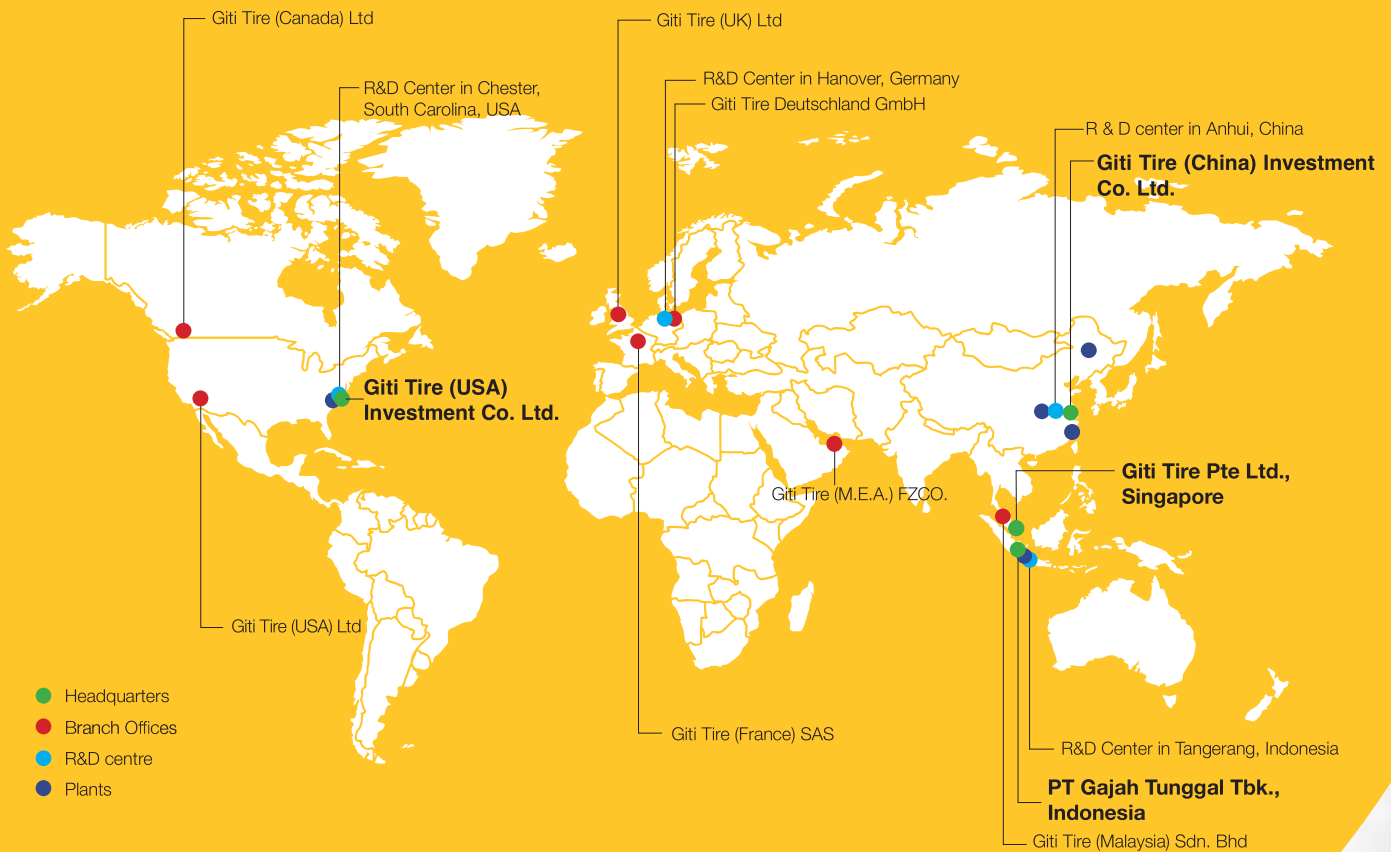 Giti Tire (Canada) Ltd
Giti Tire (UK) Ltd
R&D Center in Chester,
South Carolina, USA
R&D Center in Hanover, Germany
Giti Tire Deutschland GmbH
R & D center in Anhui, China
Giti Tire (China) Investment
Co. Ltd.
Giti Tire (USA)
Investment Co. Ltd.
Giti Tire Pte Ltd.,
Singapore
Giti Tire (M.E.A.) FZCO.
Giti Tire (USA) Ltd
Headquarters
Branch Offices
R&D centre
Plants
Giti Tire (France) SAS
R&D Center in Tangerang, Indonesia
PT Gajah Tunggal Tbk.,
Indonesia
Giti Tire (Malaysia) Sdn. Bhd